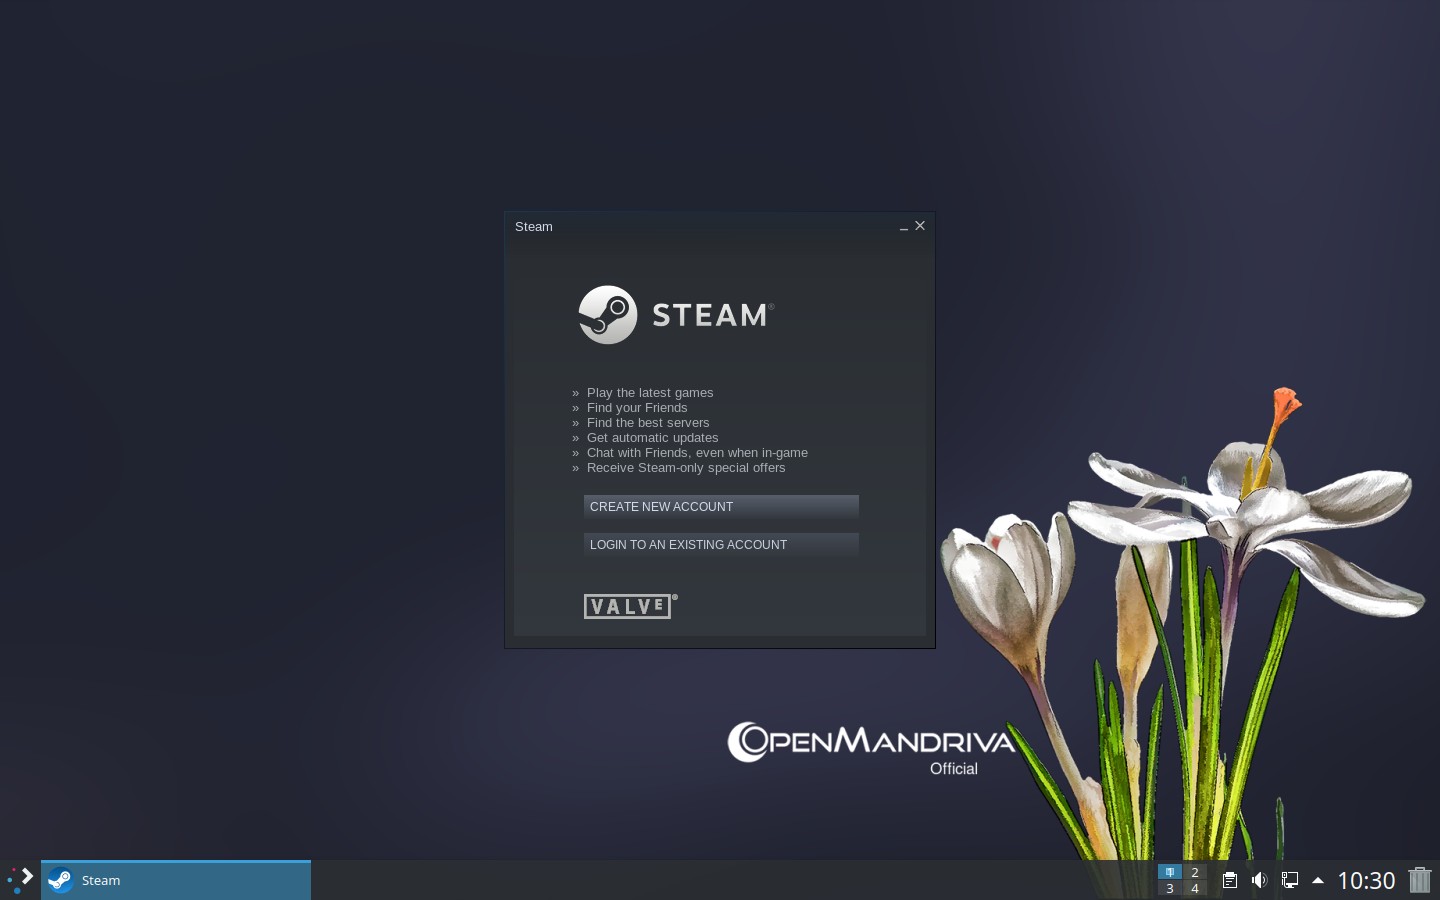 Steam
STEAM®
» Play the latest games
» Find your Friends
» Find the best servers
» Get automatic updates
» Chat with Friends, even when in-game
» Receive Steam-only special offers
CREATE NEW ACCOUNT
LOGIN TO AN EXISTING ACCOUNT
VALVE®
OPENMANDRIVA
Official
Steam
1 2
3 4
10:30